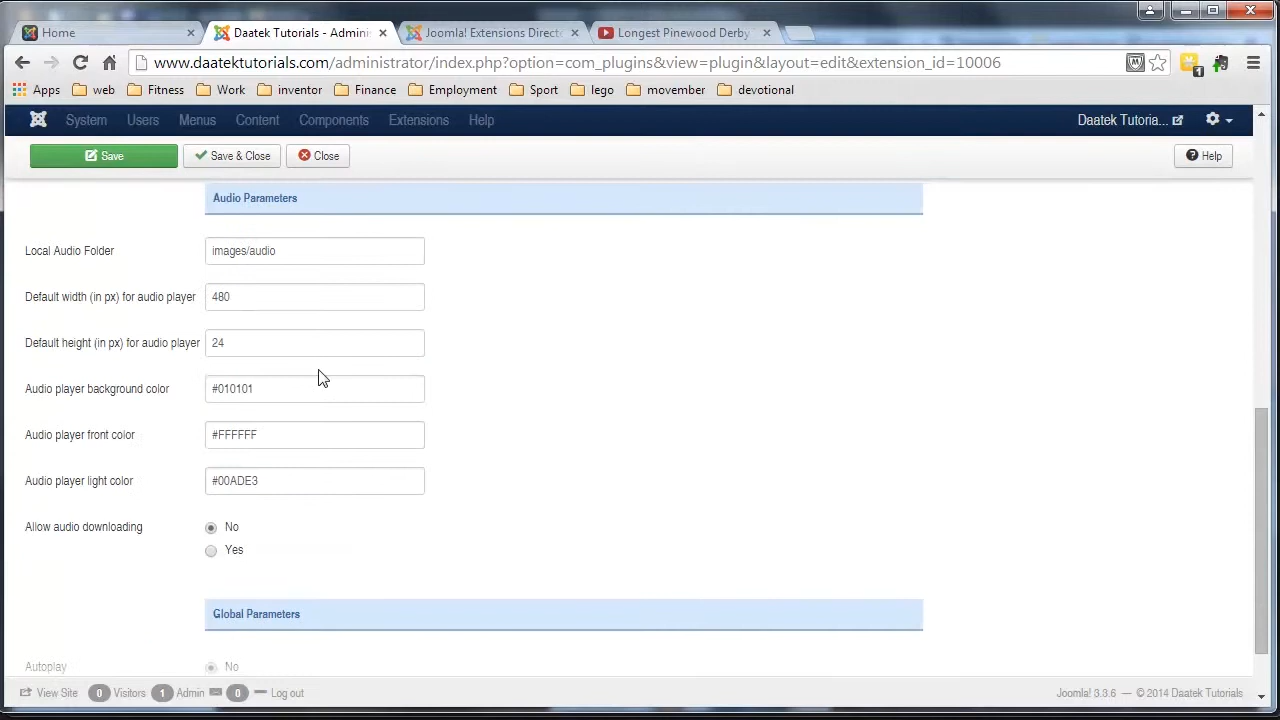 Home
Daatek Tutorials - Admini
Joomla! Extensions Direct
Longest Pinewood Derby
www.daatektutorials.com/administrator/index.php?option=com_plugins&view=plugin&layout=edit&extension_id=10006
1
Apps web Fitness Work inventor Finance Employment Sport lego movember devotional
System Users Menus Content Components Extensions Help
Daatek Tutoria...
Save Save & Close Close Help
Audio Parameters
Local Audio Folder images/audio
Default width (in px) for audio player 480
Default height (in px) for audio player 24
Audio player background color #010101
Audio player front color #FFFFFF
Audio player light color #00ADE3
Allow audio downloading No
Yes
Global Parameters
Autoplay No
View Site 0 Visitors 1 Admin 0 Log out
Joomla! 3.3.6 — © 2014 Daatek Tutorials